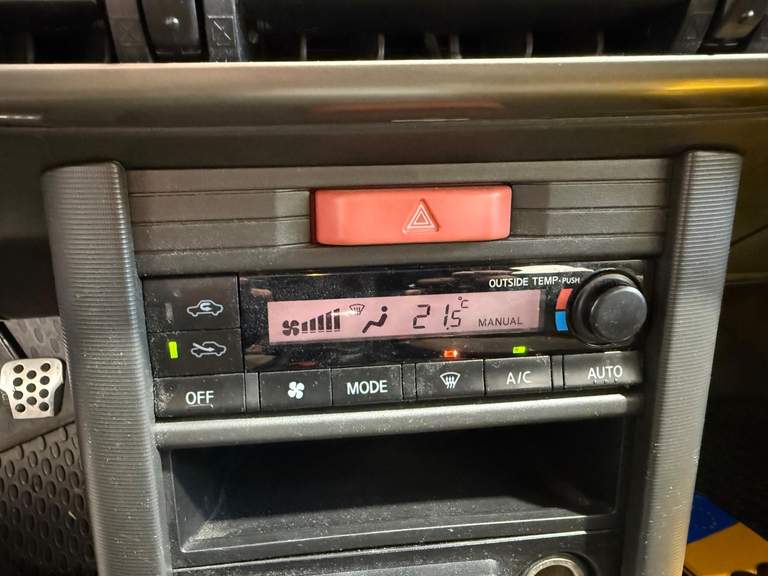 OUTSIDE TEMP·PUSH
21.5°C
MANUAL
OFF
MODE
A/C
AUTO